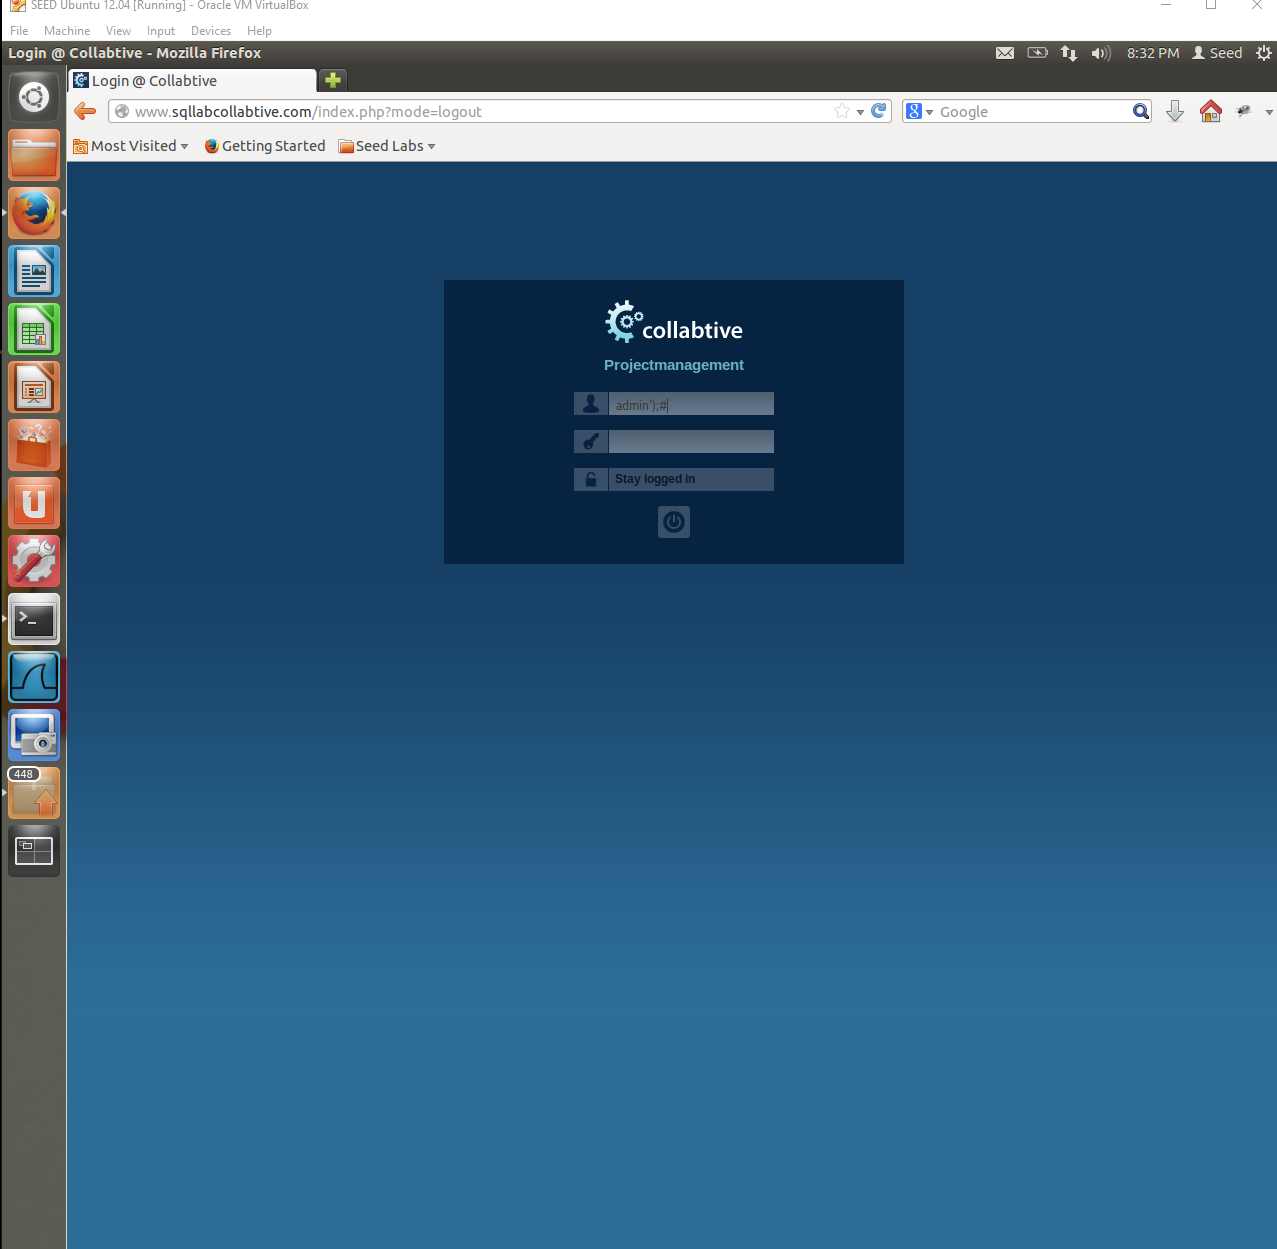 SEED Ubuntu 12.04 [Running] - Oracle VM VirtualBox
File Machine View Input Devices Help
Login @ Collabtive - Mozilla Firefox 8:32 PM Seed
Login @ Collabtive
www.sqllabcollabtive.com/index.php?mode=logout Google
Most Visited Getting Started Seed Labs
collabtive
Projectmanagement
admin');#
Stay logged in
448